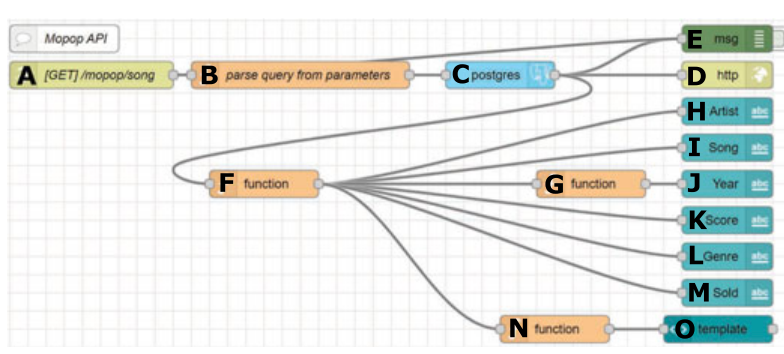 Mopop API
E msg
A [GET] /mopop/song
B parse query from parameters
C postgres
D http
H Artist abc
I Song abc
F function
G function
J Year abc
K Score abc
L Genre abc
M Sold abc
N function
O template